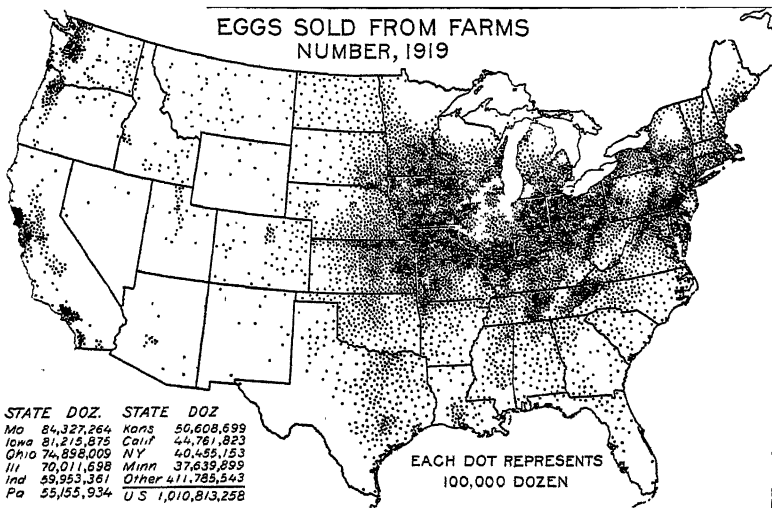 EGGS SOLD FROM FARMS
NUMBER, 1919
STATE DOZ. STATE DOZ
Mo 84,327,264 Kans 50,608,699
Iowa 81,215,875 Calif 44,761,823
Ohio 74,898,009 NY 40,455,153
Ill 70,011,698 Minn 37,639,899
Ind 59,953,361 Other 411,785,543
Pa 55,155,934 US 1,010,813,258
EACH DOT REPRESENTS
100,000 DOZEN